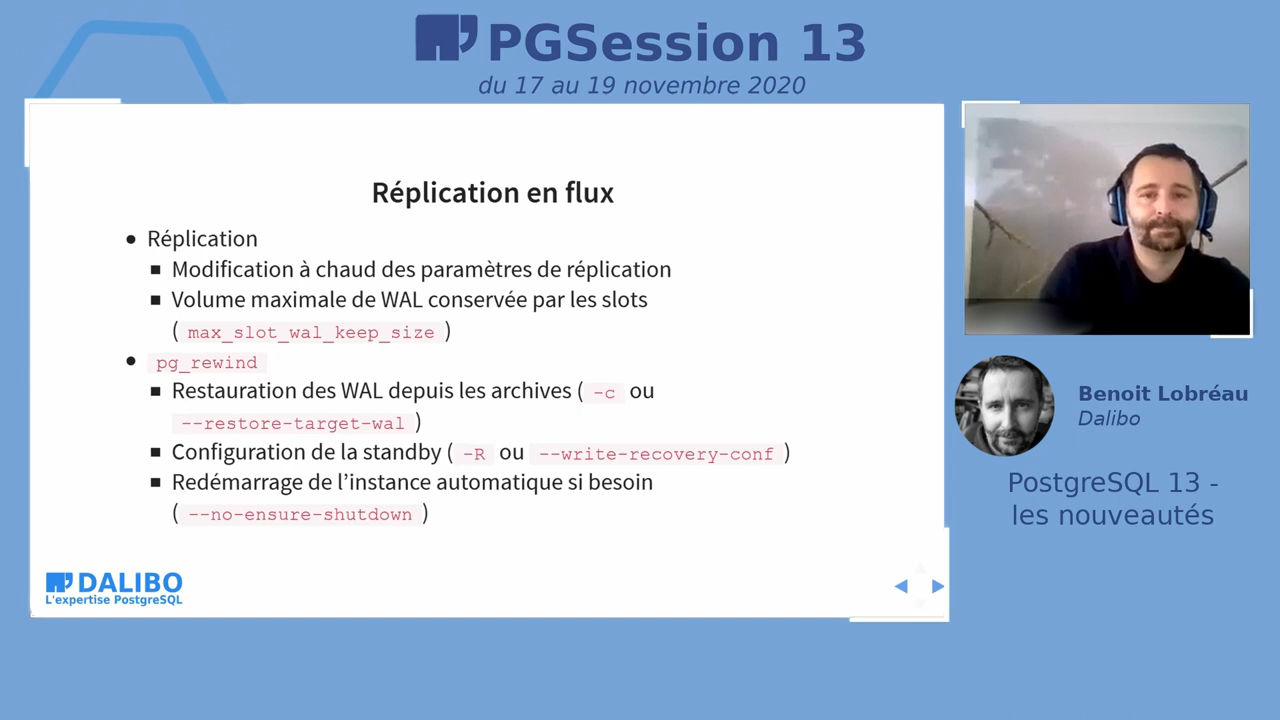 PGSession 13
du 17 au 19 novembre 2020
Réplication en flux
Réplication
Modification à chaud des paramètres de réplication
Volume maximale de WAL conservée par les slots
( max_slot_wal_keep_size )
pg_rewind
Restauration des WAL depuis les archives ( -c ou
--restore-target-wal )
Configuration de la standby ( -R ou --write-recovery-conf )
Redémarrage de l'instance automatique si besoin
( --no-ensure-shutdown )
DALIBO
L'expertise PostgreSQL
Benoit Lobréau
Dalibo
PostgreSQL 13 -
les nouveautés